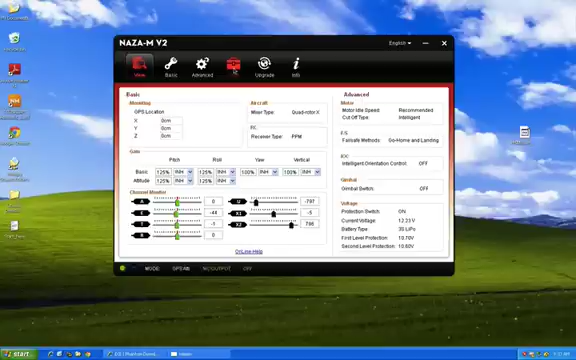 NAZA-M V2
English
View
Basic
Advanced
Upgrade
Info
Basic
Mounting
GPS Location
X 0cm
Y 0cm
Z 0cm
Aircraft
Mixer Type: Quad-rotor X
RC
Receiver Type: PPM
Gain
Pitch Roll Yaw Vertical
Basic 125% INH 125% INH 100% INH 100% INH
Attitude 125% INH 125% INH
Channel Monitor
A 0 U -797
E -44 X1 -5
T -1 X2 796
R 0
OnLine Help
Advanced
Motor
Motor Idle Speed: Recommended
Cut Off Type: Intelligent
F/S
Failsafe Methods: Go-Home and Landing
IOC
Intelligent Orientation Control: OFF
Gimbal
Gimbal Switch: OFF
Voltage
Protection Switch: ON
Current Voltage: 12.23 V
Battery Type: 3S LiPo
First Level Protection: 10.70V
Second Level Protection: 10.60V
MODE: GPS Atti. OFF
start